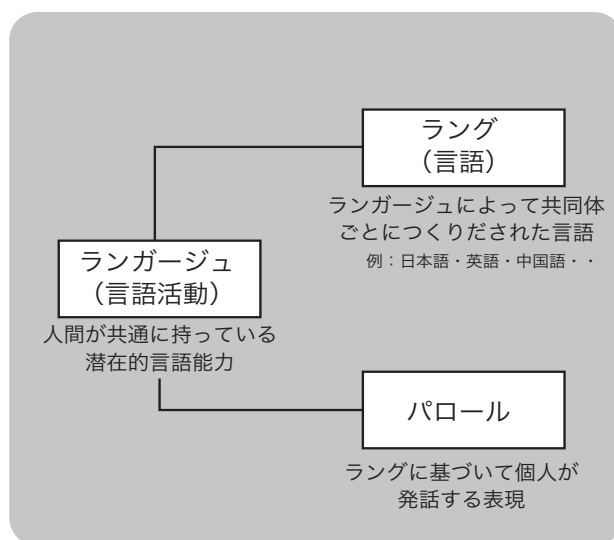 ラング
（言語）
ランガージュによって共同体
ごとにつくりだされた言語
例：日本語・英語・中国語・・
ランガージュ
（言語活動）
人間が共通に持っている
潜在的言語能力
パロール
ラングに基づいて個人が
発話する表現